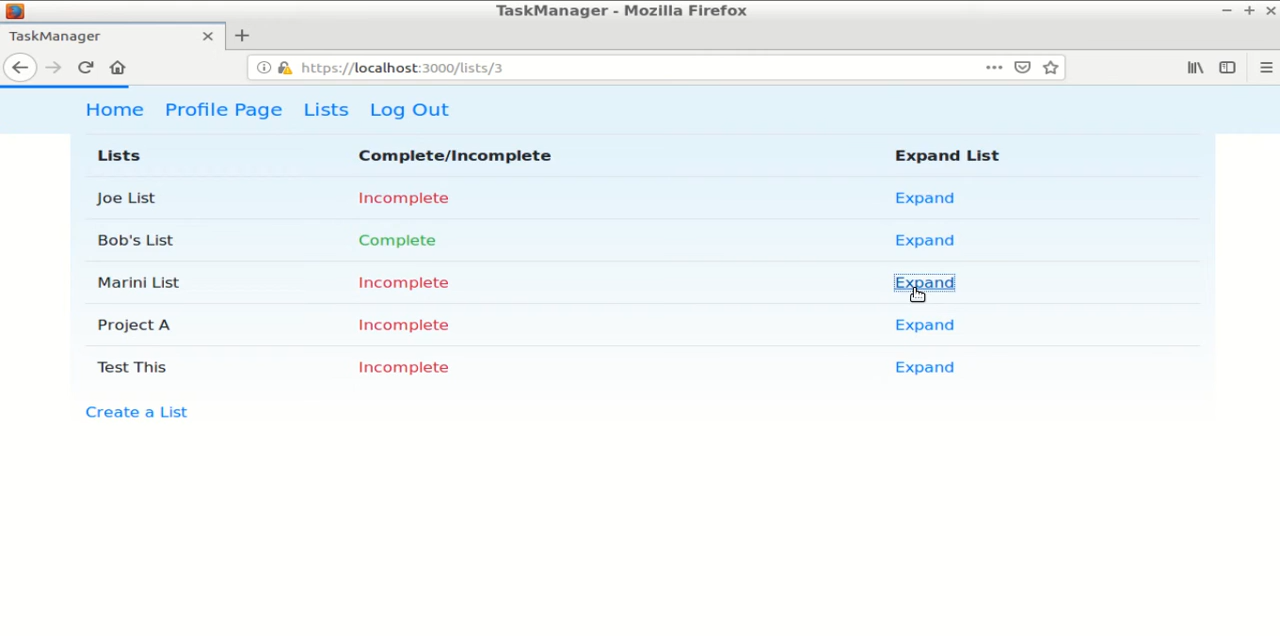 TaskManager - Mozilla Firefox
TaskManager
https://localhost:3000/lists/3
Home Profile Page Lists Log Out
Lists Complete/Incomplete Expand List
Joe List Incomplete Expand
Bob's List Complete Expand
Marini List Incomplete Expand
Project A Incomplete Expand
Test This Incomplete Expand
Create a List